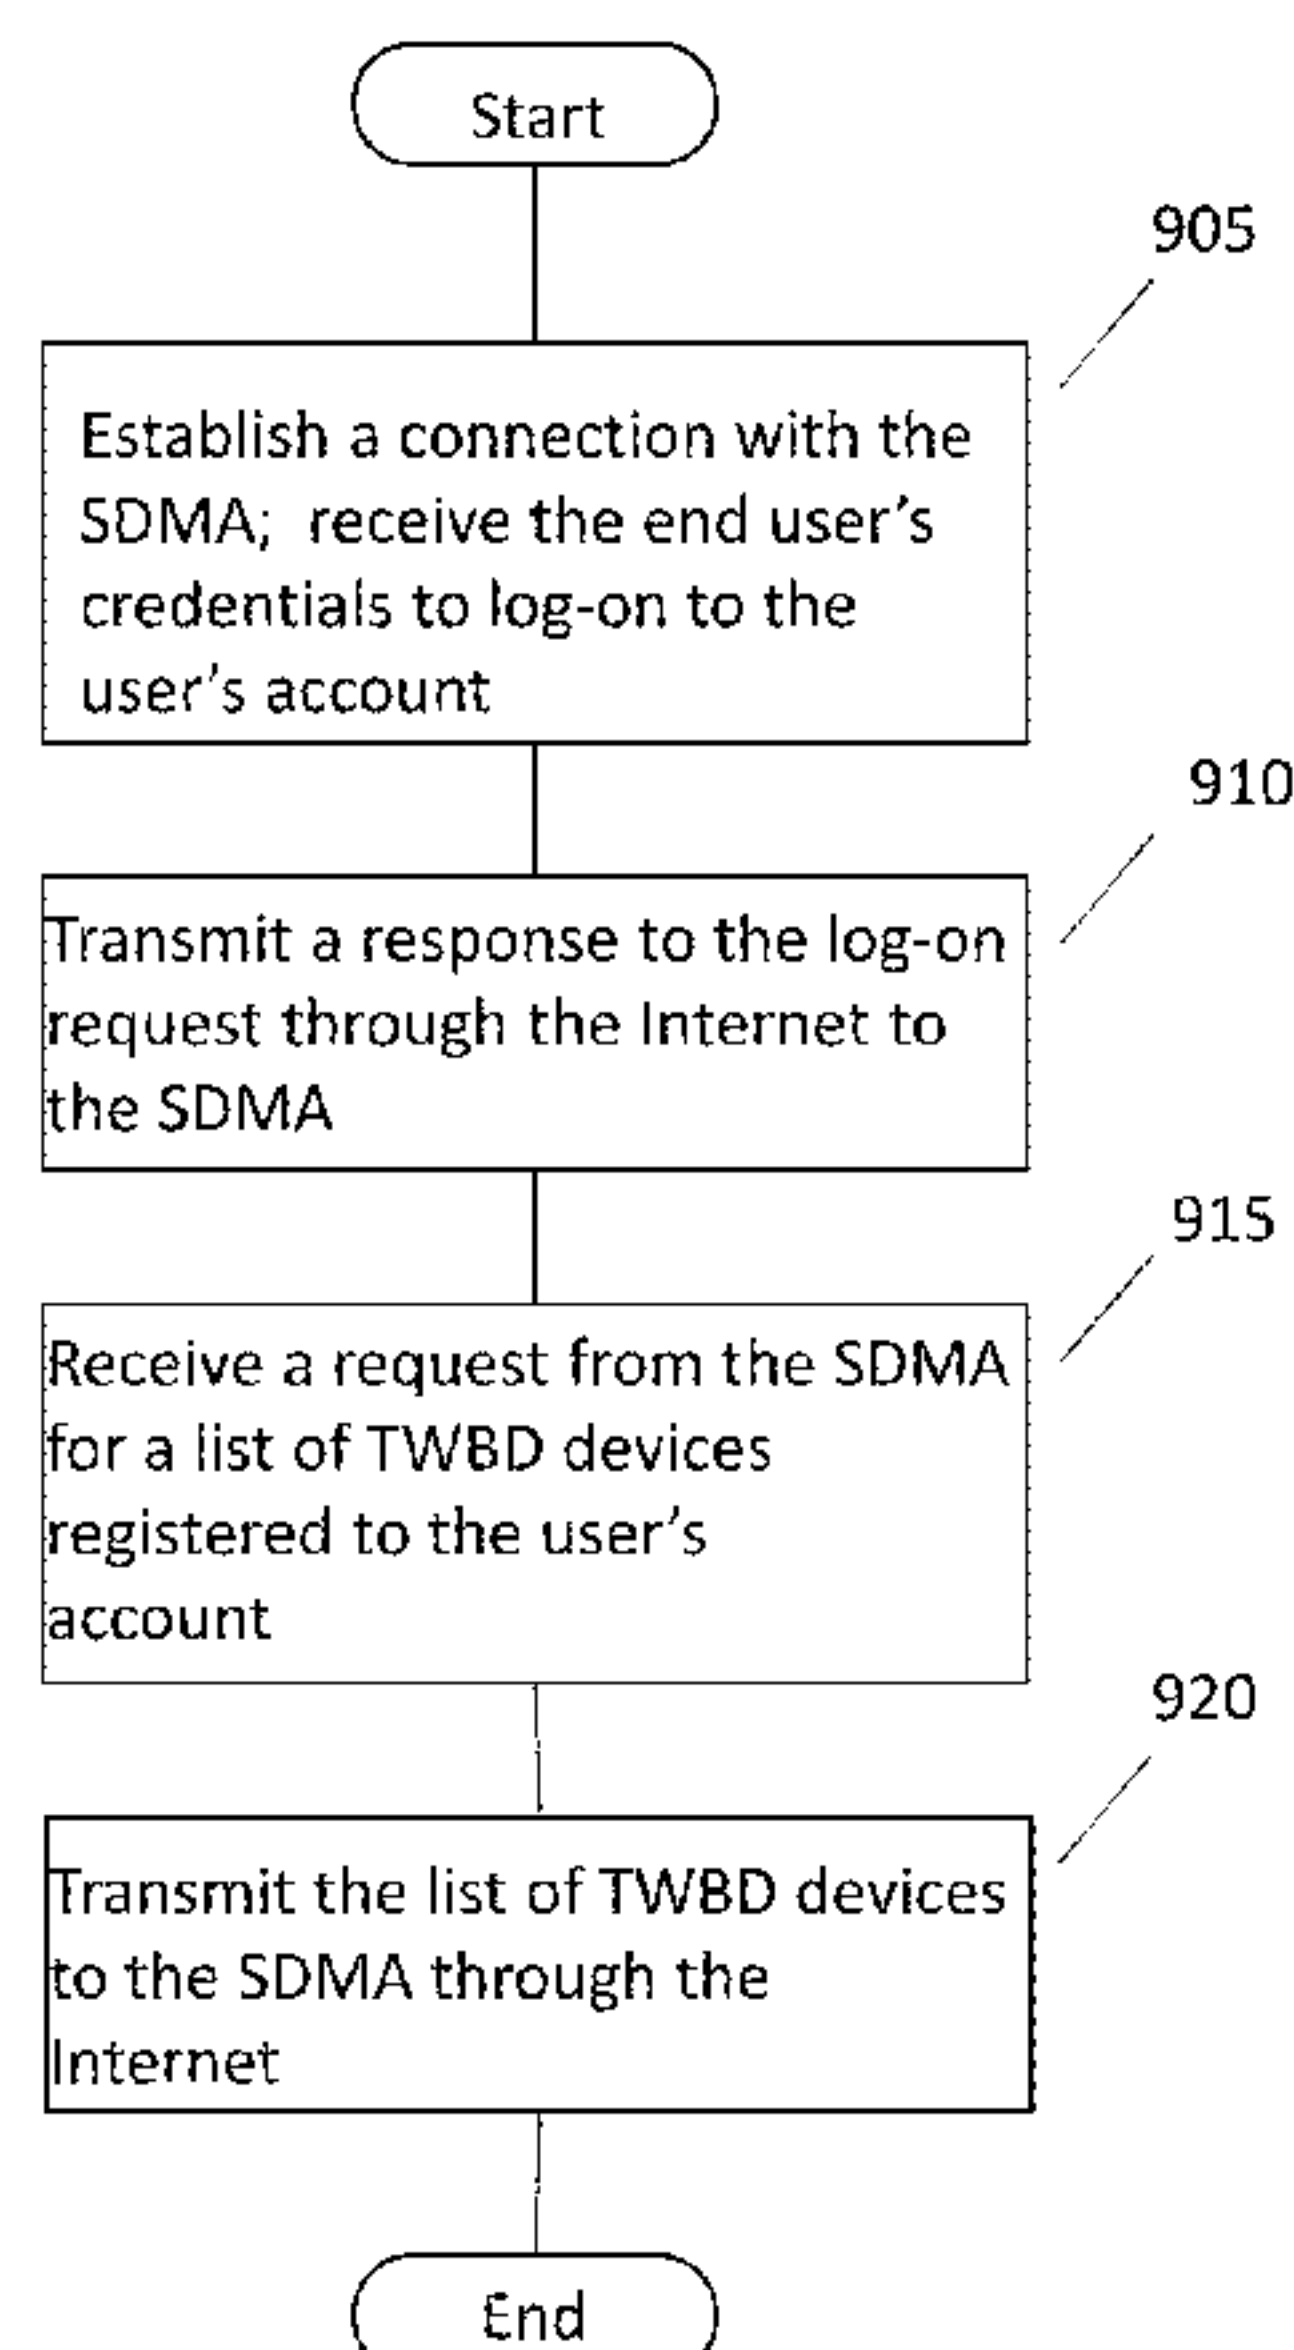 Start
905
Establish a connection with the
SDMA; receive the end user's
credentials to log-on to the
user's account
910
Transmit a response to the log-on
request through the Internet to
the SDMA
915
Receive a request from the SDMA
for a list of TWBD devices
registered to the user's
account
920
Transmit the list of TWBD devices
to the SDMA through the
Internet
End